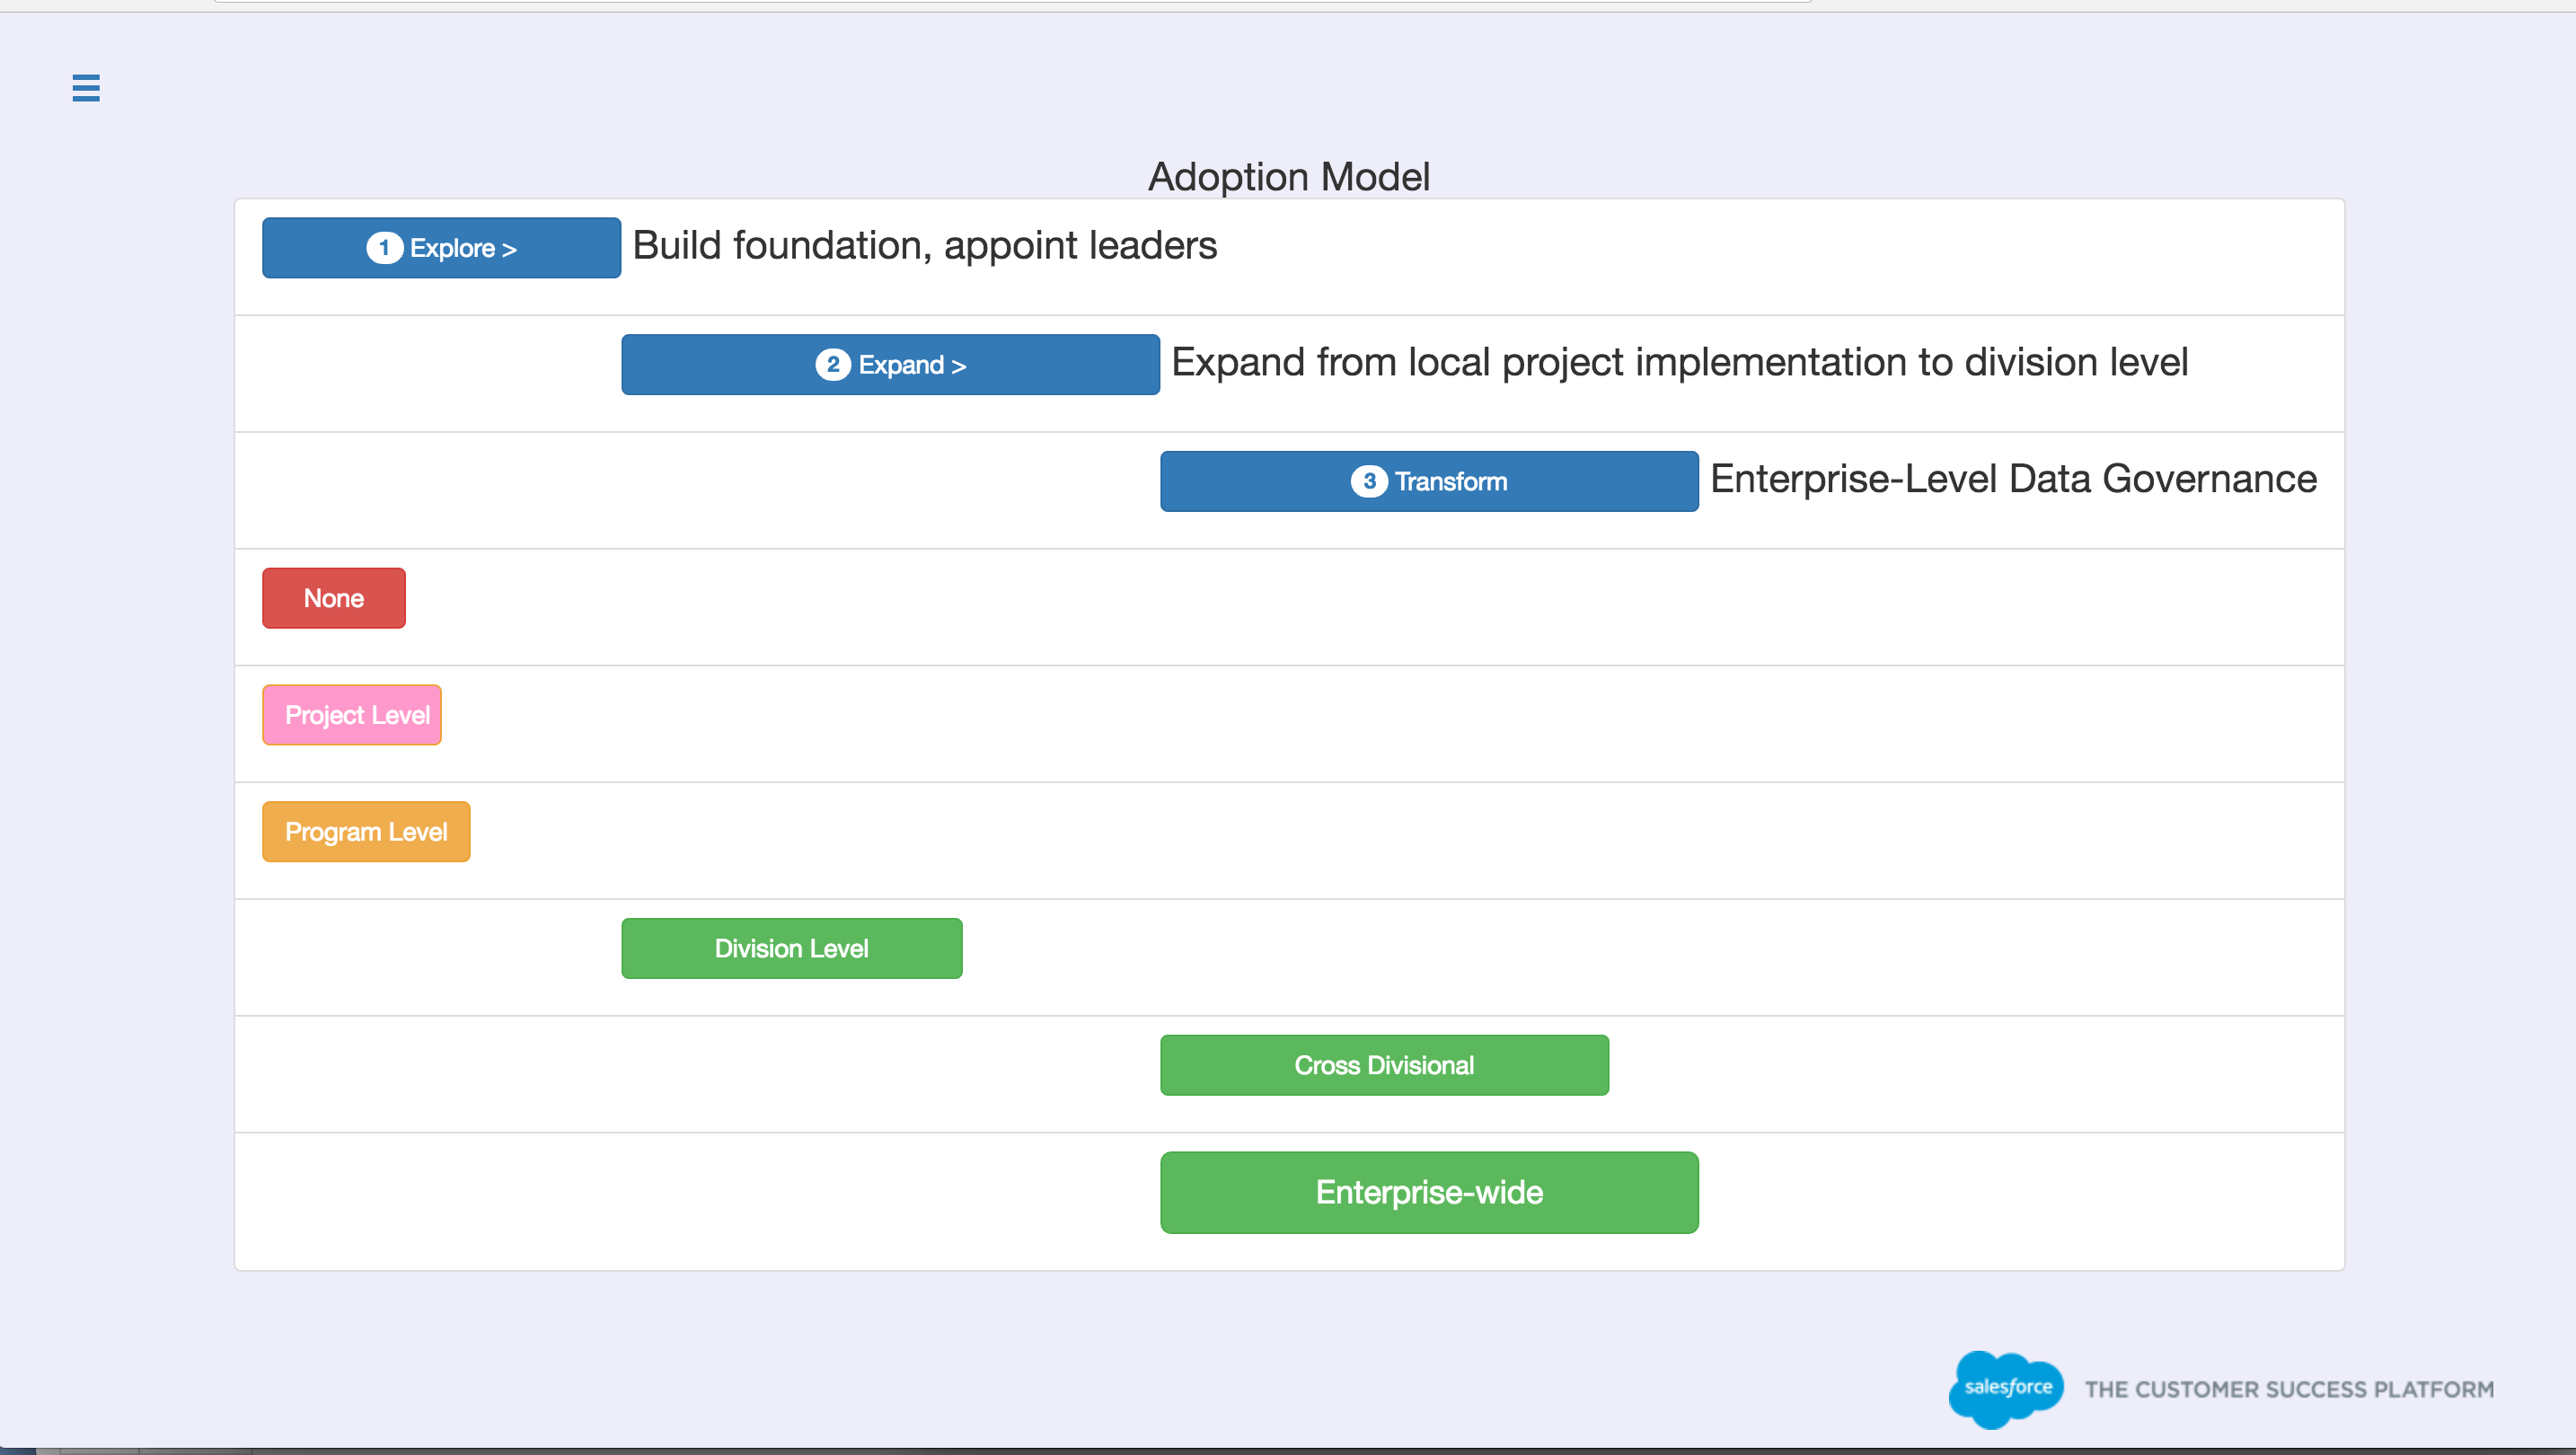 Adoption Model
1 Explore > Build foundation, appoint leaders
2 Expand > Expand from local project implementation to division level
3 Transform Enterprise-Level Data Governance
None
Project Level
Program Level
Division Level
Cross Divisional
Enterprise-wide
salesforce THE CUSTOMER SUCCESS PLATFORM